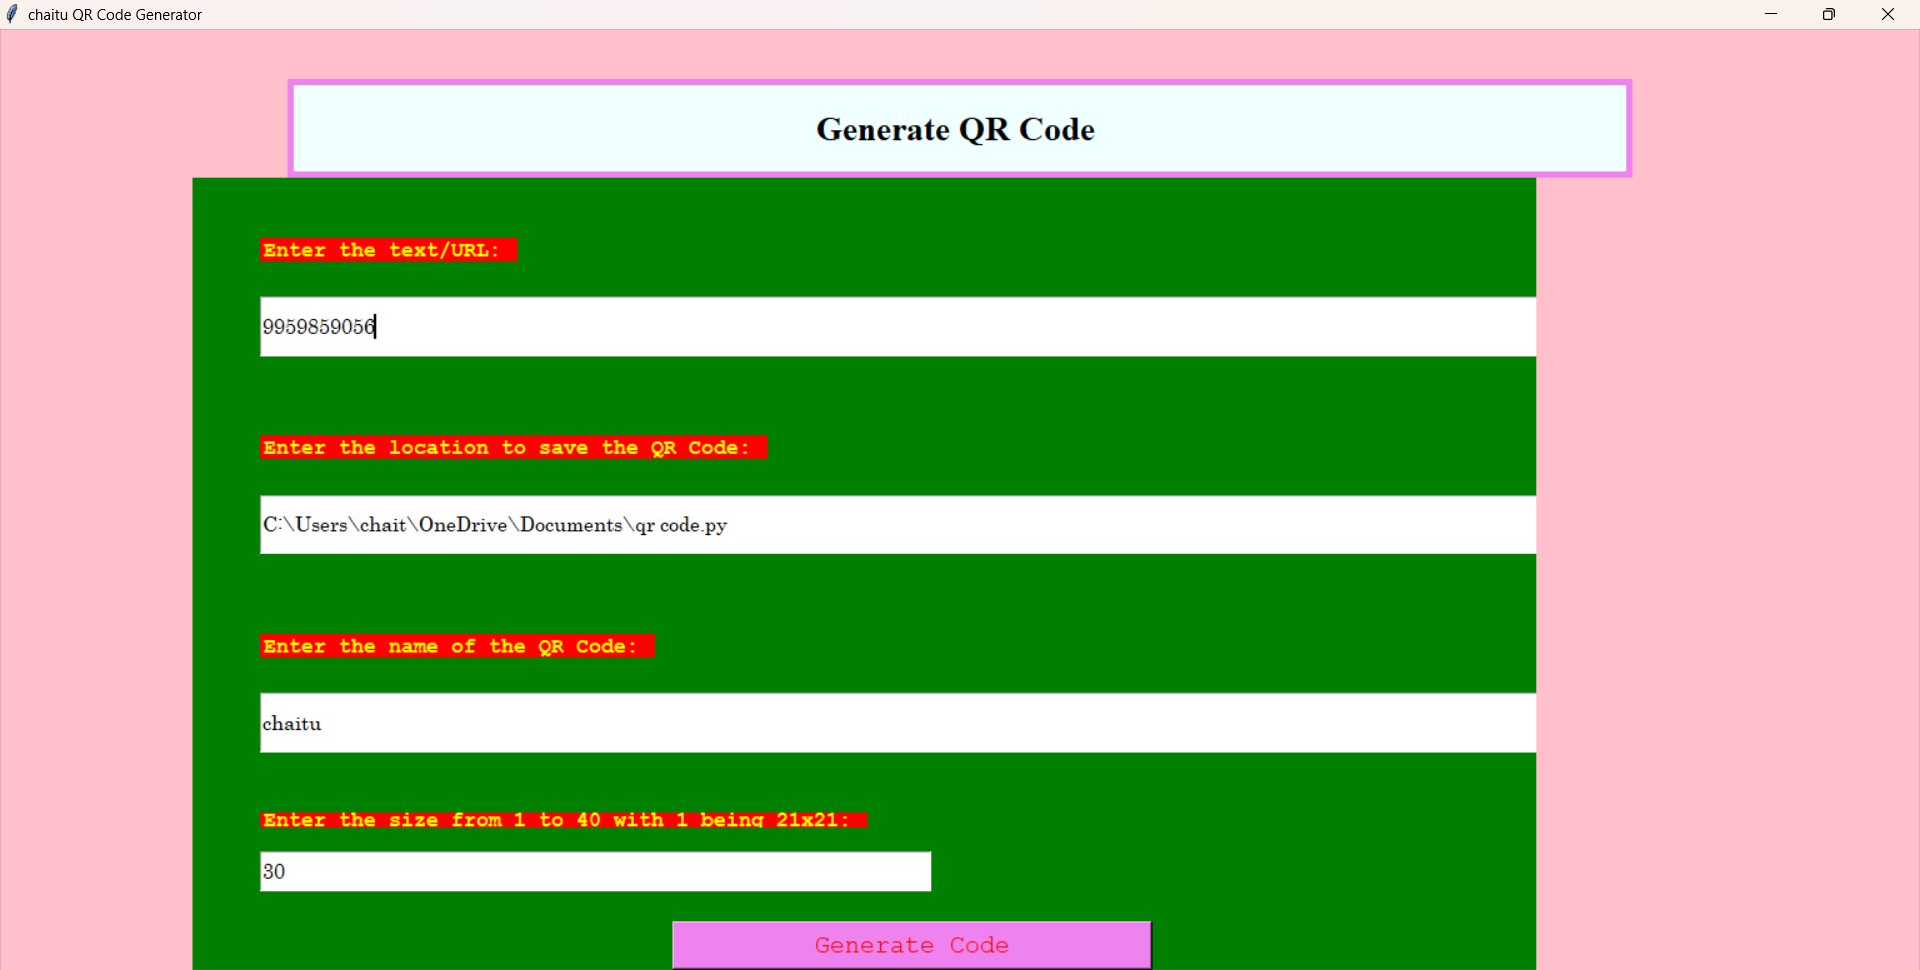 chaitu QR Code Generator
Generate QR Code
Enter the text/URL:
9959859056
Enter the location to save the QR Code:
C:\Users\chait\OneDrive\Documents\qr code.py
Enter the name of the QR Code:
chaitu
Enter the size from 1 to 40 with 1 being 21x21:
30
Generate Code